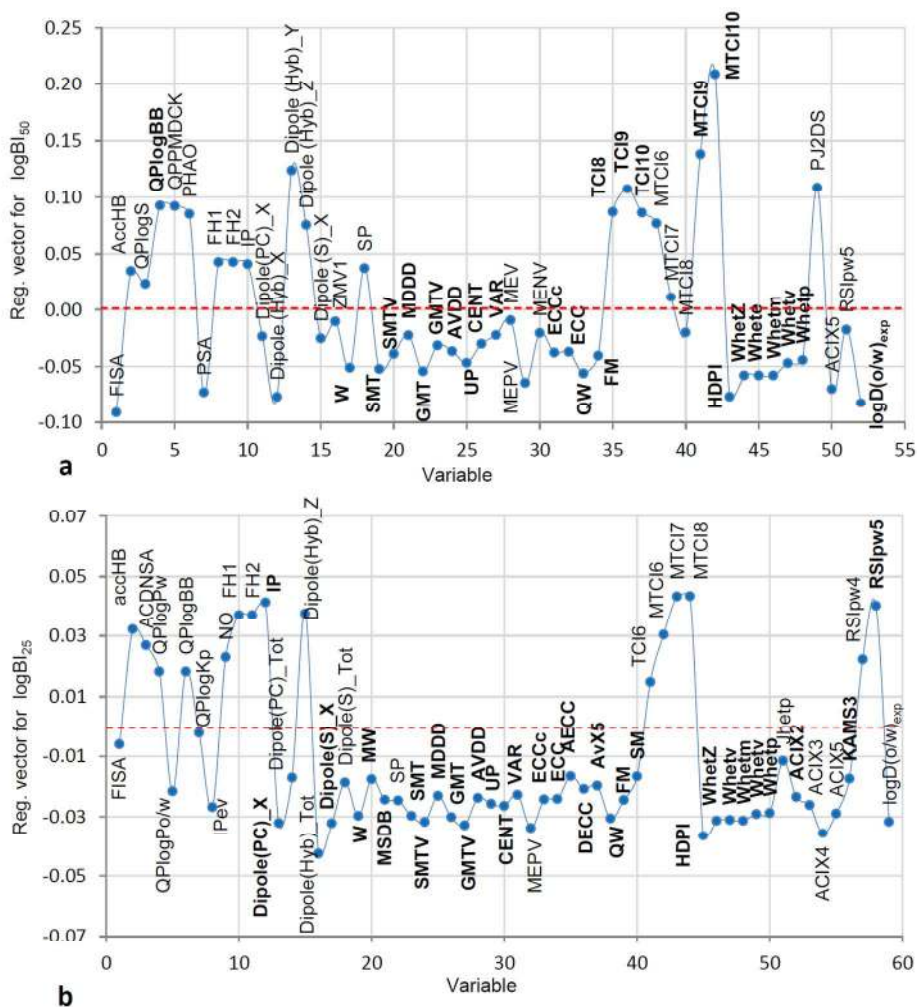 Reg. vector for logBI50
0.25
0.20
0.15
0.10
0.05
0.00
-0.05
-0.10
0
5
10
15
20
25
30
35
40
45
50
55
Variable
a
FISA
AccHB
QPlogS
QPlogBB
QPPMDCK
PHAO
PSA
FH1
FH2
IP
Dipole(PC)_X
Dipole (Hyb)_X
Dipole (Hyb)_Y
Dipole (Hyb)_Z
Dipole (S)_X
ZMV1
W
SP
SMT
SMTV
MDDD
GMT
GMTV
AVDD
UP
CENT
VAR
MEV
MEPV
MENV
ECCc
ECC
QW
FM
TCI8
TCI9
TCI10
MTCI6
MTCI7
MTCI8
MTCI9
MTCI10
HDPI
WhetZ
Whete
Whetm
Whetv
Whetp
PJ2DS
ACIX5
RSIpw5
logD(o/w)exp
Reg. vector for logBI25
0.07
0.05
0.03
0.01
-0.01
-0.03
-0.05
-0.07
0
10
20
30
40
50
60
Variable
b
FISA
accHB
ACDNSA
QPlogPw
QPlogPo/w
QPlogBB
QPlogKp
IPev
NO
FH1
FH2
IP
Dipole(PC)_X
Dipole(PC)_Tot
Dipole(Hyb)_Z
Dipole(Hyb)_Tot
Dipole(S)_X
Dipole(S)_Tot
W
MW
MSDB
SP
SMT
SMTV
MDDD
GMT
GMTV
AVDD
UP
CENT
VAR
MEPV
ECCc
ECC
AECC
DECC
AvX5
QW
FM
SM
TCI6
MTCI6
MTCI7
MTCI8
HDPI
WhetZ
Whetv
Whetm
Whetv
Whetp
Jhetp
ACIX2
ACIX3
ACIX4
ACIX5
KAMS3
RSIpw4
RSIpw5
logD(o/w)exp